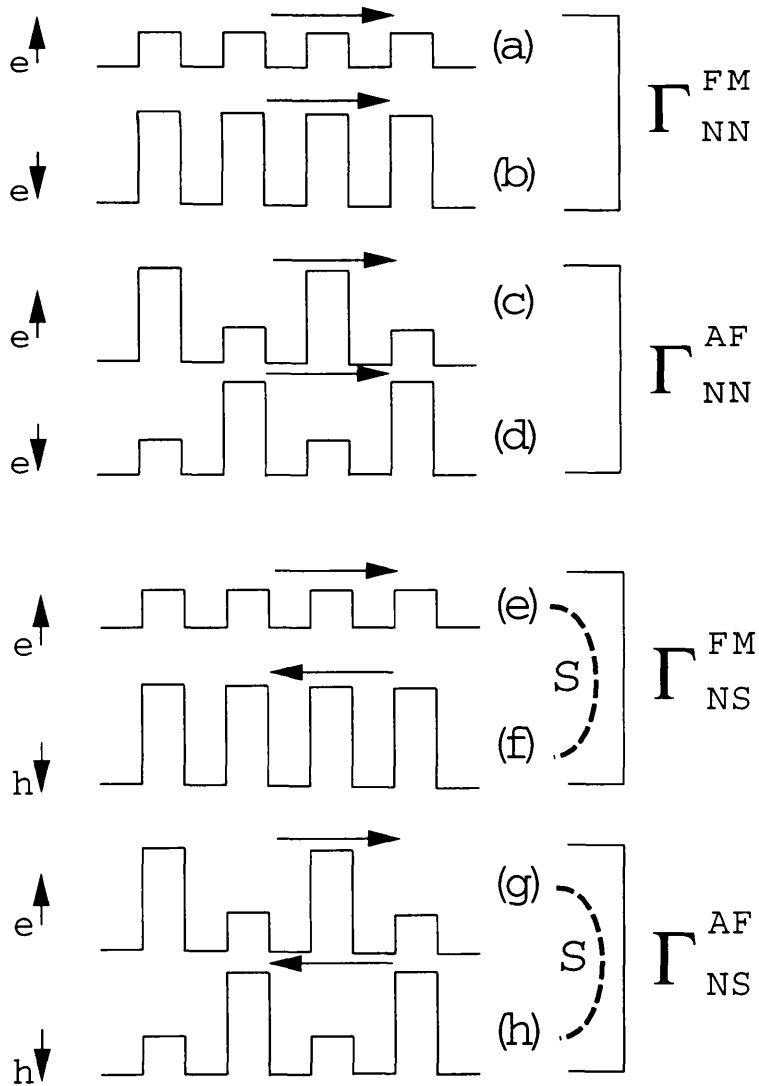 e (a)
Γ FM NN
e (b)
e (c)
Γ AF NN
e (d)
e (e)
S Γ FM NS
h (f)
e (g)
S Γ AF NS
h (h)